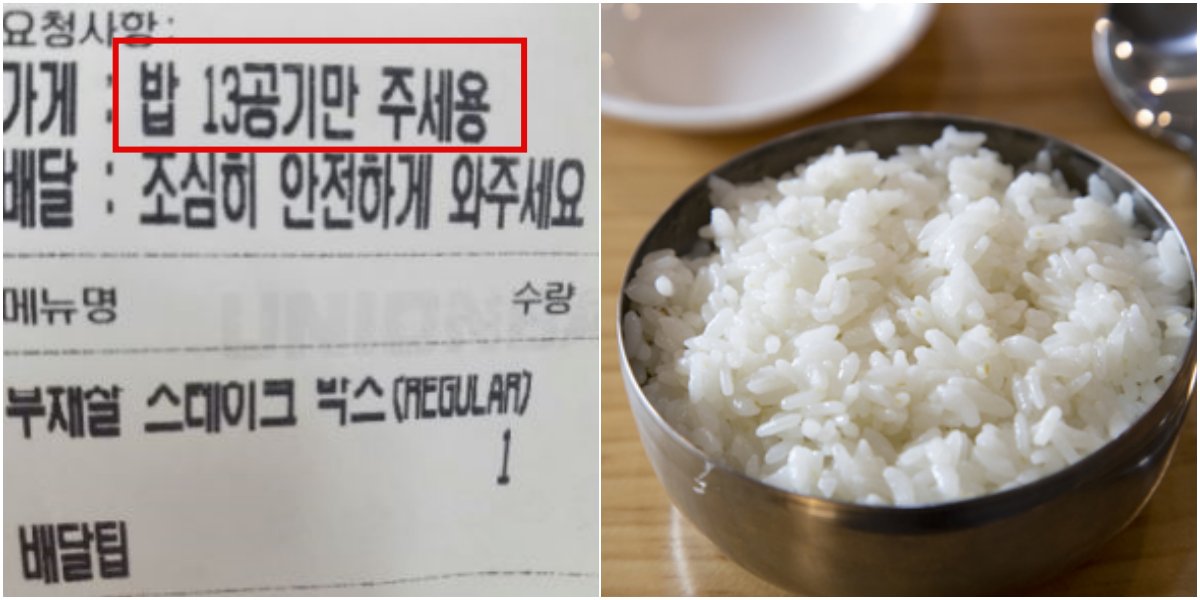 요청사항:
가게 : 밥 13공기만 주세용
배달 : 조심히 안전하게 와주세요
메뉴명 수량
부채살 스테이크 박스(REGULAR)
1
배달팁